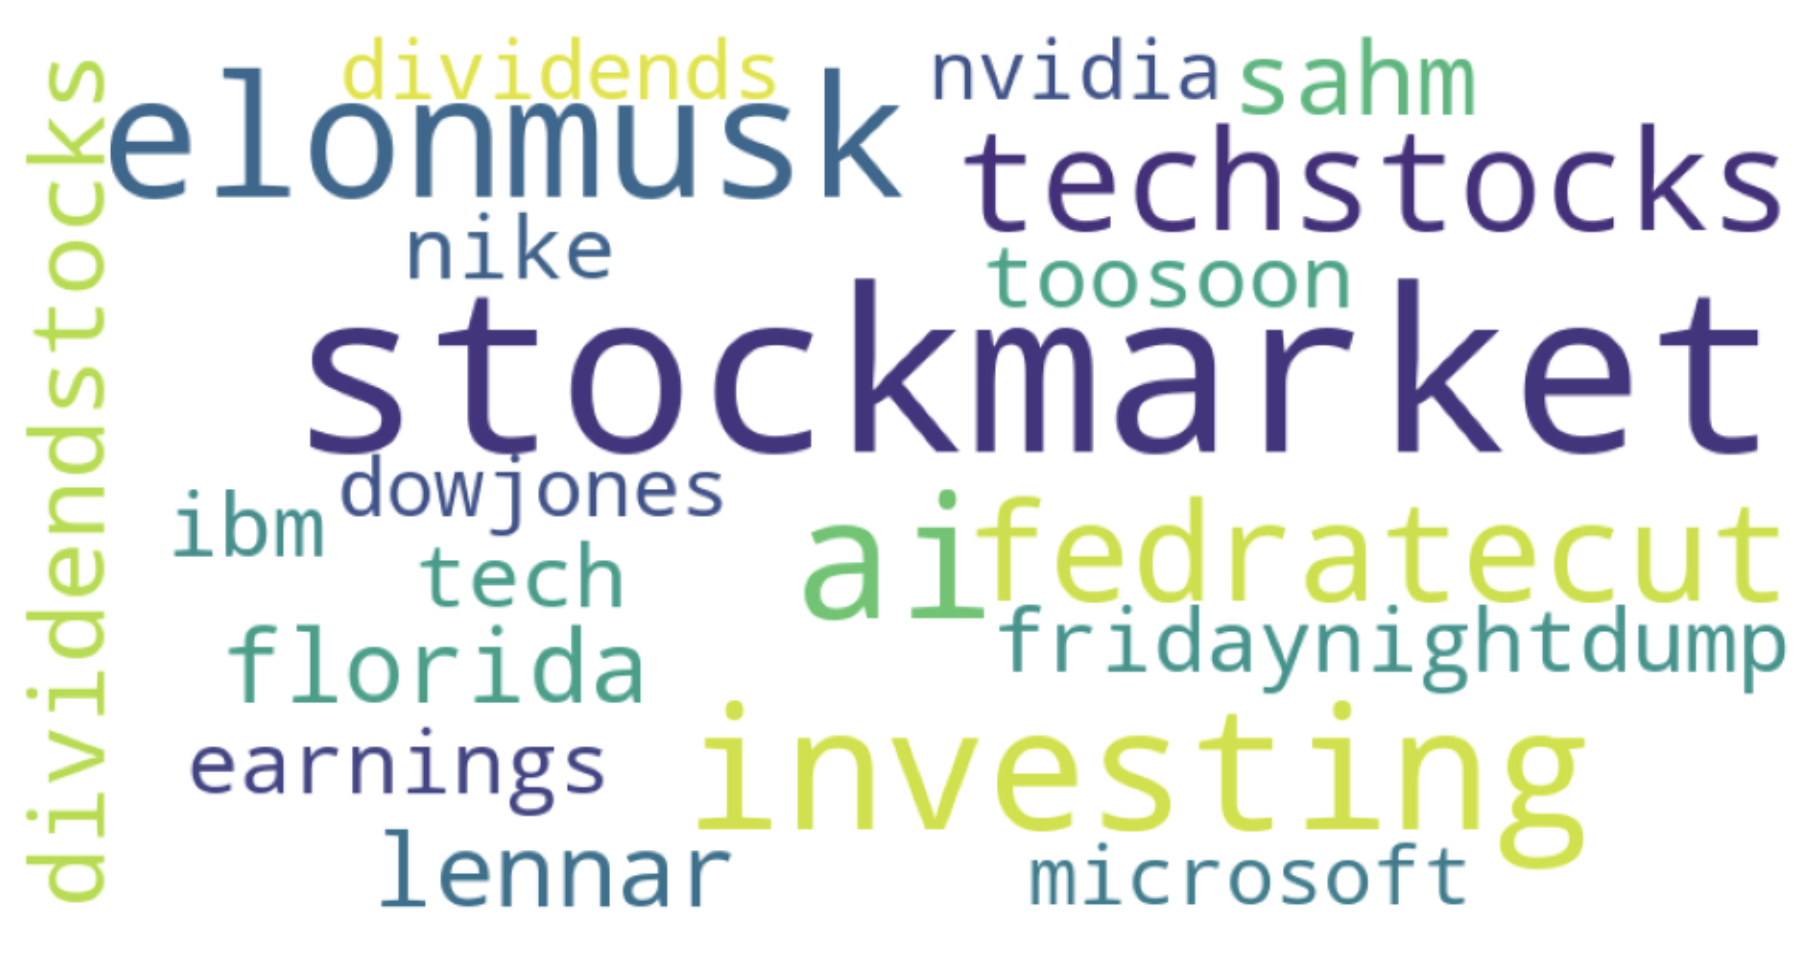 dividends
nvidia
sahm
elonmusk
techstocks
nike
toosoon
stockmarket
dividendstocks
dowjones
ibm
ai
fedratecut
tech
fridaynightdump
florida
investing
earnings
lennar
microsoft